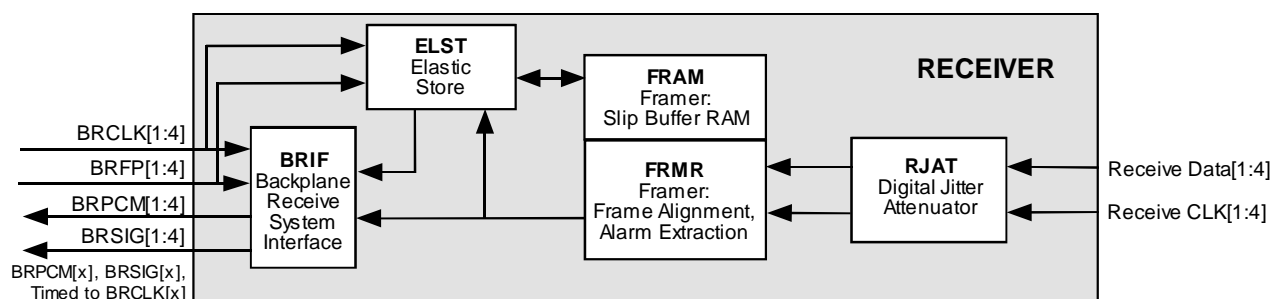 RECEIVER
ELST
Elastic
Store
FRAM
Framer:
Slip Buffer RAM
BRCLK[1:4]
BRFP[1:4]
BRPCM[1:4]
BRSIG[1:4]
BRPCM[x], BRSIG[x],
Timed to BRCLK[x]
BRIF
Backplane
Receive
System
Interface
FRMR
Framer:
Frame Alignment,
Alarm Extraction
RJAT
Digital Jitter
Attenuator
Receive Data[1:4]
Receive CLK[1:4]